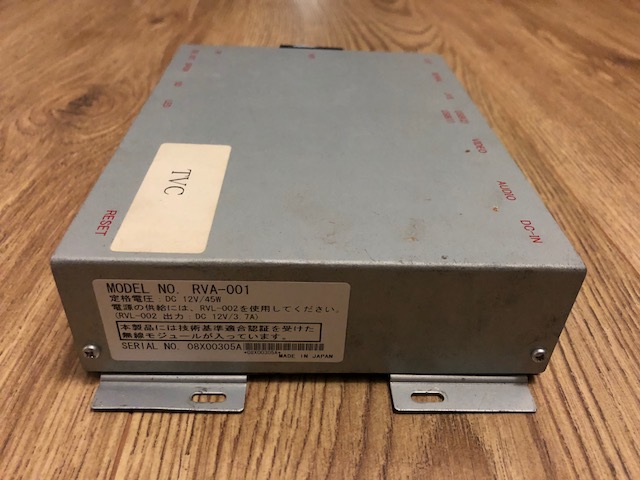 TVC
RESET
VIDEO
AUDIO
DC-IN
MODEL NO. RVA-001
定格電圧：DC 12V/45W
電源の供給には、RVL-002を使用してください。
(RVL-002 出力：DC 12V/3.7A)
本製品には技術基準適合認証を受けた
無線モジュールが入っています。
SERIAL NO. 08X00305A
*08X00305A*
MADE IN JAPAN